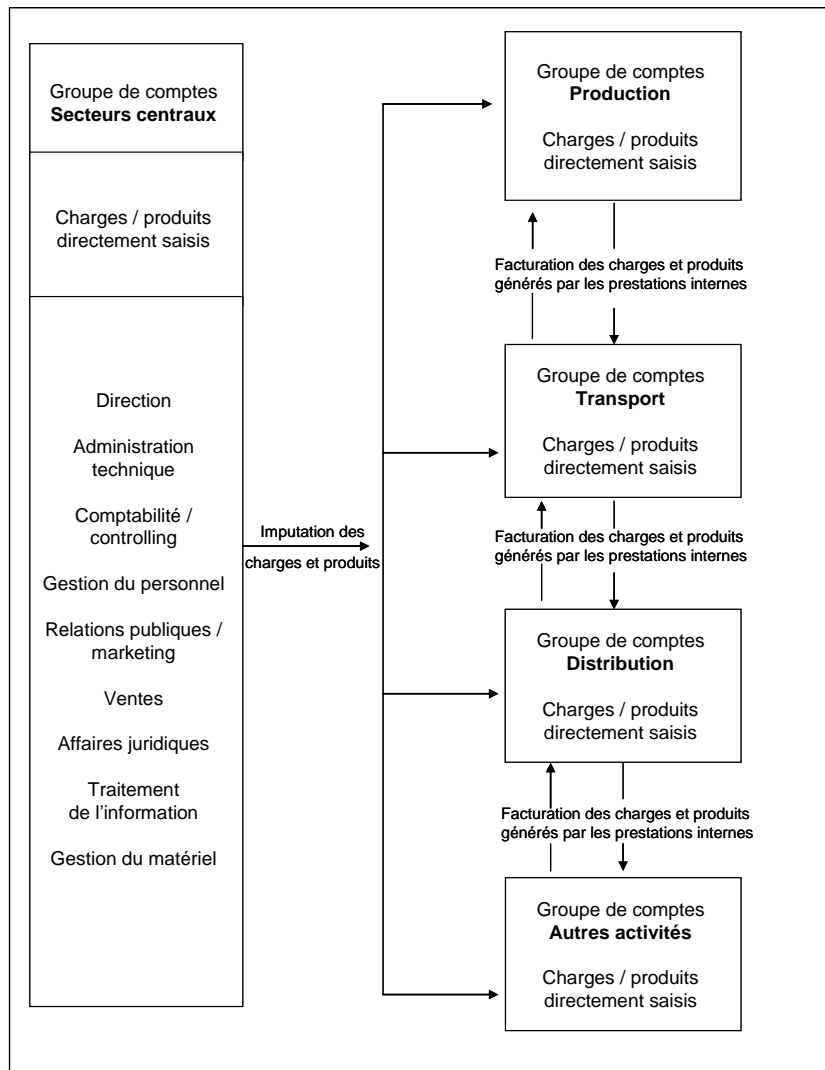 Groupe de comptes
Secteurs centraux
Charges / produits
directement saisis
Direction
Administration
technique
Comptabilité /
controlling
Gestion du personnel
Relations publiques /
marketing
Ventes
Affaires juridiques
Traitement
de l'information
Gestion du matériel
Imputation des
charges et produits
Groupe de comptes
Production
Charges / produits
directement saisis
Facturation des charges et produits
générés par les prestations internes
Groupe de comptes
Transport
Charges / produits
directement saisis
Facturation des charges et produits
générés par les prestations internes
Groupe de comptes
Distribution
Charges / produits
directement saisis
Facturation des charges et produits
générés par les prestations internes
Groupe de comptes
Autres activités
Charges / produits
directement saisis